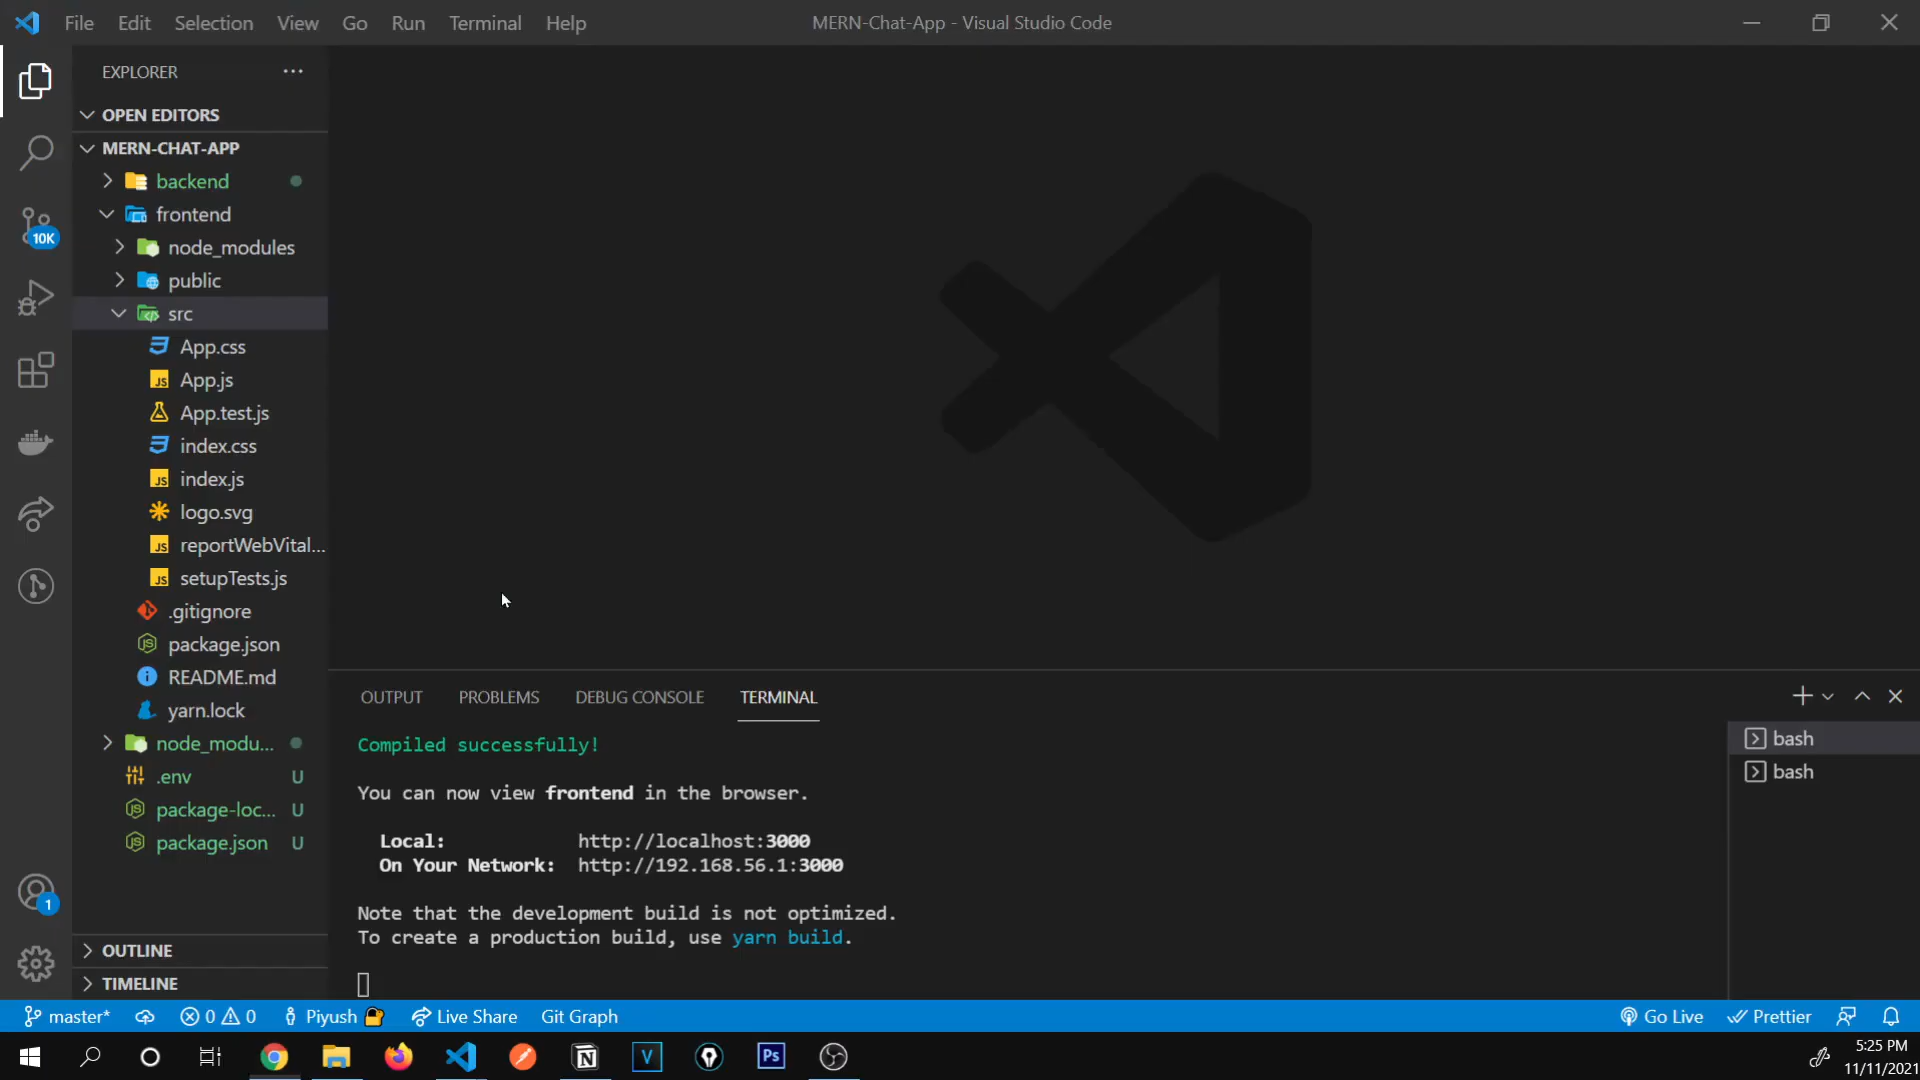 File Edit Selection View Go Run Terminal Help
MERN-Chat-App - Visual Studio Code
EXPLORER
OPEN EDITORS
MERN-CHAT-APP
backend
frontend
node_modules
public
src
App.css
App.js
App.test.js
index.css
index.js
logo.svg
reportWebVital...
setupTests.js
.gitignore
package.json
README.md
yarn.lock
node_modu...
.env U
package-loc... U
package.json U
OUTLINE
TIMELINE
10K
1
OUTPUT PROBLEMS DEBUG CONSOLE TERMINAL
Compiled successfully!
You can now view frontend in the browser.
Local: http://localhost:3000
On Your Network: http://192.168.56.1:3000
Note that the development build is not optimized.
To create a production build, use yarn build.
bash
bash
master* 0 0 Piyush Live Share Git Graph
Go Live Prettier
N V Ps
5:25 PM
11/11/2021